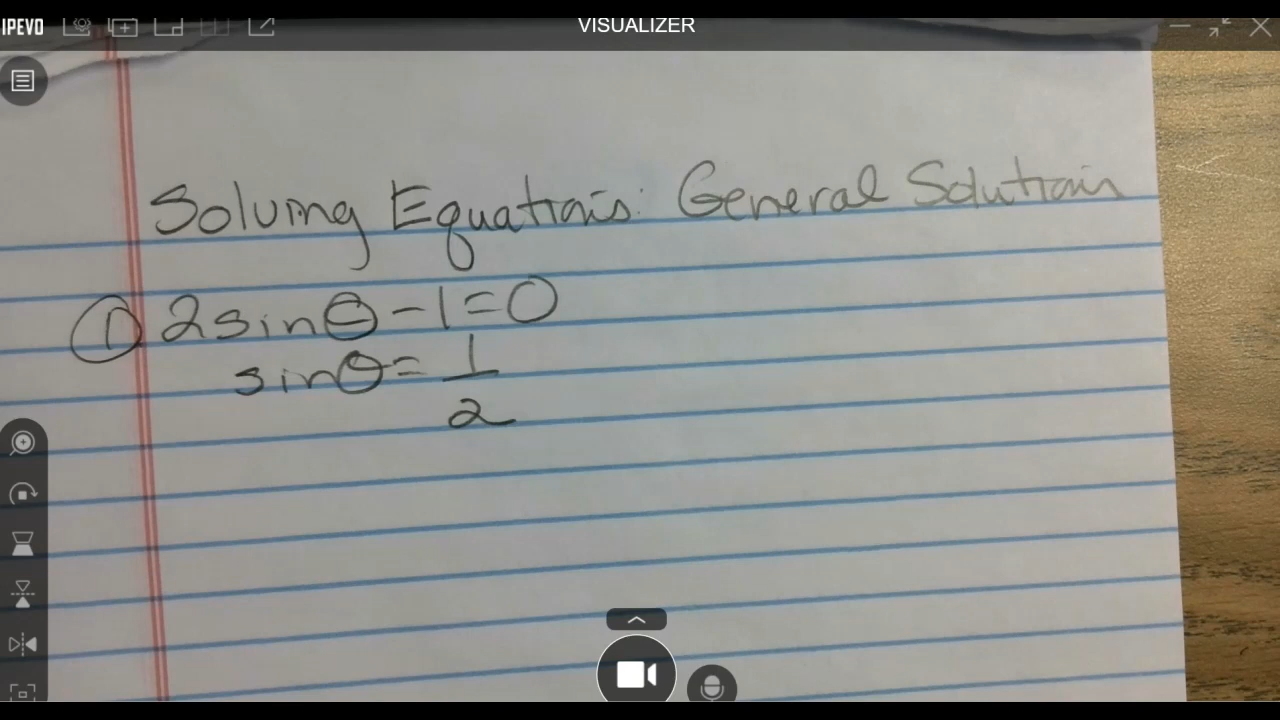 IPEVO
VISUALIZER
Solving Equations: General Solutions
① 2sinθ - 1 = 0
sinθ = 1/2